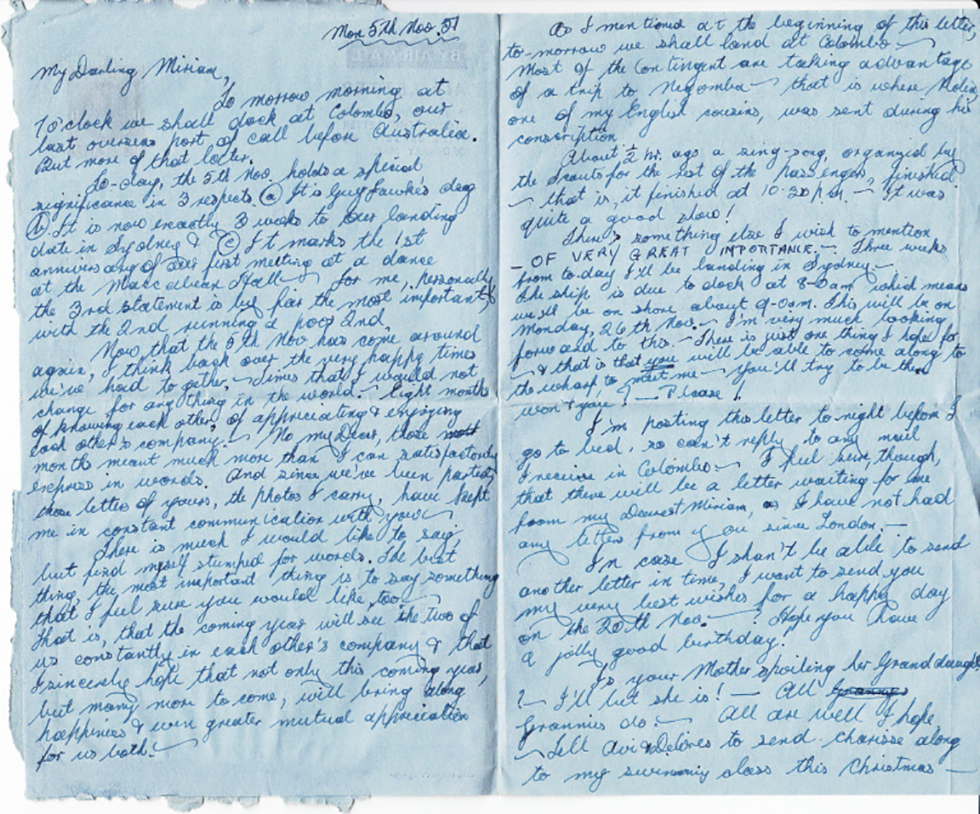 Mon 5th Nov. 51
My Darling Miriam,
To morrow morning at
7 o'clock we shall dock at Colombo, our
last overseas port of call before Australia.
But more of that later.
To-day, the 5th Nov, holds a special
significance in 3 respects. (a) It is Guy Fawke's day
(b) It is now exactly 3 weeks to our landing
date in Sydney & (c) It marks the 1st
anniversary of our first meeting at a dance
at the Maccabean Hall — For me, personally
the 3rd statement is by far the most important,
with the 2nd running a poor 2nd.
Now, that the 5th Nov has come around
again, I think back over the very happy times
we've had to gether, — Times that I would not
change for any thing in the world. Eight months
of knowing each other, of appreciating & enjoying
each other's company. — No my Dear, those
month meant much more than I can satisfactorily
express in words. And since we've been parted,
those letters of yours, the photos I carry, have kept
me in constant communication with you —
There is much I would like to say
but find myself stumped for words. The best
thing, the most important thing is to say something
that I feel sure you would like, too —
That is, that the coming year will see the two of
us constantly in each other's company & that
I sincerely hope that not only this coming year,
but many more to come, will bring along
happiness & even greater mutual appreciation
for us both. —
As I mentioned at the beginning of this letter,
to-morrow we shall land at Colombo —
Most of the Contingent are taking advantage
of a trip to Negombo — that is where
one of my English cousins, was sent during his
conscription
About ½ hr. ago a sing-song, organized by
the Scouts for the rest of the passengers, finished
— that is, it finished at 10-30 p.m. — It was
quite a good show!
There's something else I wish to mention
— OF VERY GREAT IMPORTANCE. — Three weeks
from to-day I'll be landing in Sydney. —
The ship is due to dock at 8-0am which means
we'll be on shore about 9-0am. This will be on
Monday, 26th Nov. — I'm very much looking
forward to this. — There is just one thing I hope for
— & that is that you will be able to come along to
the wharf to meet me — you'll try to be there
won't you? — Please!
I'm posting this letter to night before I
go to bed, so can't reply to any mail
I receive in Colombo — I feel sure, though,
that there will be a letter waiting for me
from my Dearest Miriam, as I have not had
any letter from you since London. —
In case I shan't be able to send
another letter in time, I want to send you
my very best wishes for a happy day
on the Nov. — Hope you have
a jolly good birthday!
Is your Mother spoiling her Grand daughter
? — I'll bet she is! — All
Grannies do. — All are well I hope.
— Tell & Delores to send Charisse along
to my swimming class this Christmas —